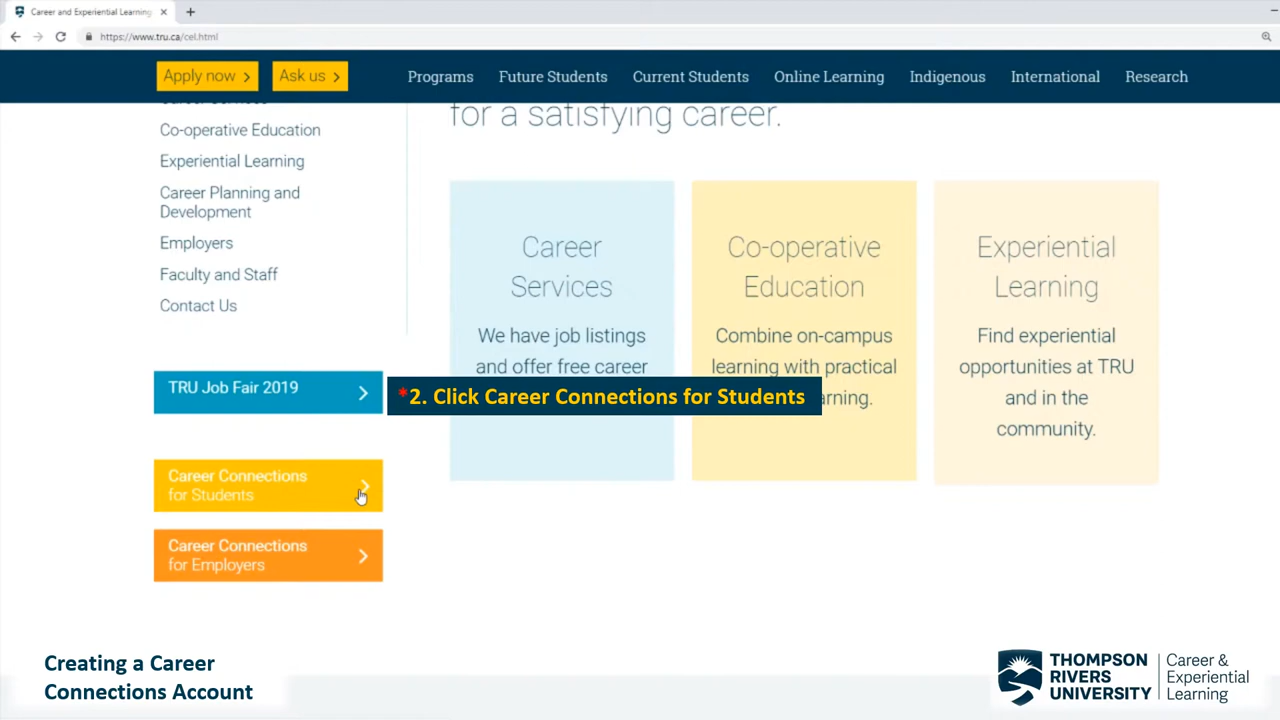 Career and Experiential Learning
https://www.tru.ca/cel.html
Apply now
Ask us
Programs
Future Students
Current Students
Online Learning
Indigenous
International
Research
Career Services
Co-operative Education
Experiential Learning
Career Planning and
Development
Employers
Faculty and Staff
Contact Us
TRU Job Fair 2019
Career Connections
for Students
Career Connections
for Employers
for a satisfying career.
Career
Services
We have job listings
and offer free career
Co-operative
Education
Combine on-campus
learning with practical
Experiential
Learning
Find experiential
opportunities at TRU
and in the
community.
*2. Click Career Connections for Students
Creating a Career
Connections Account
THOMPSON
RIVERS
UNIVERSITY
Career &
Experiential
Learning